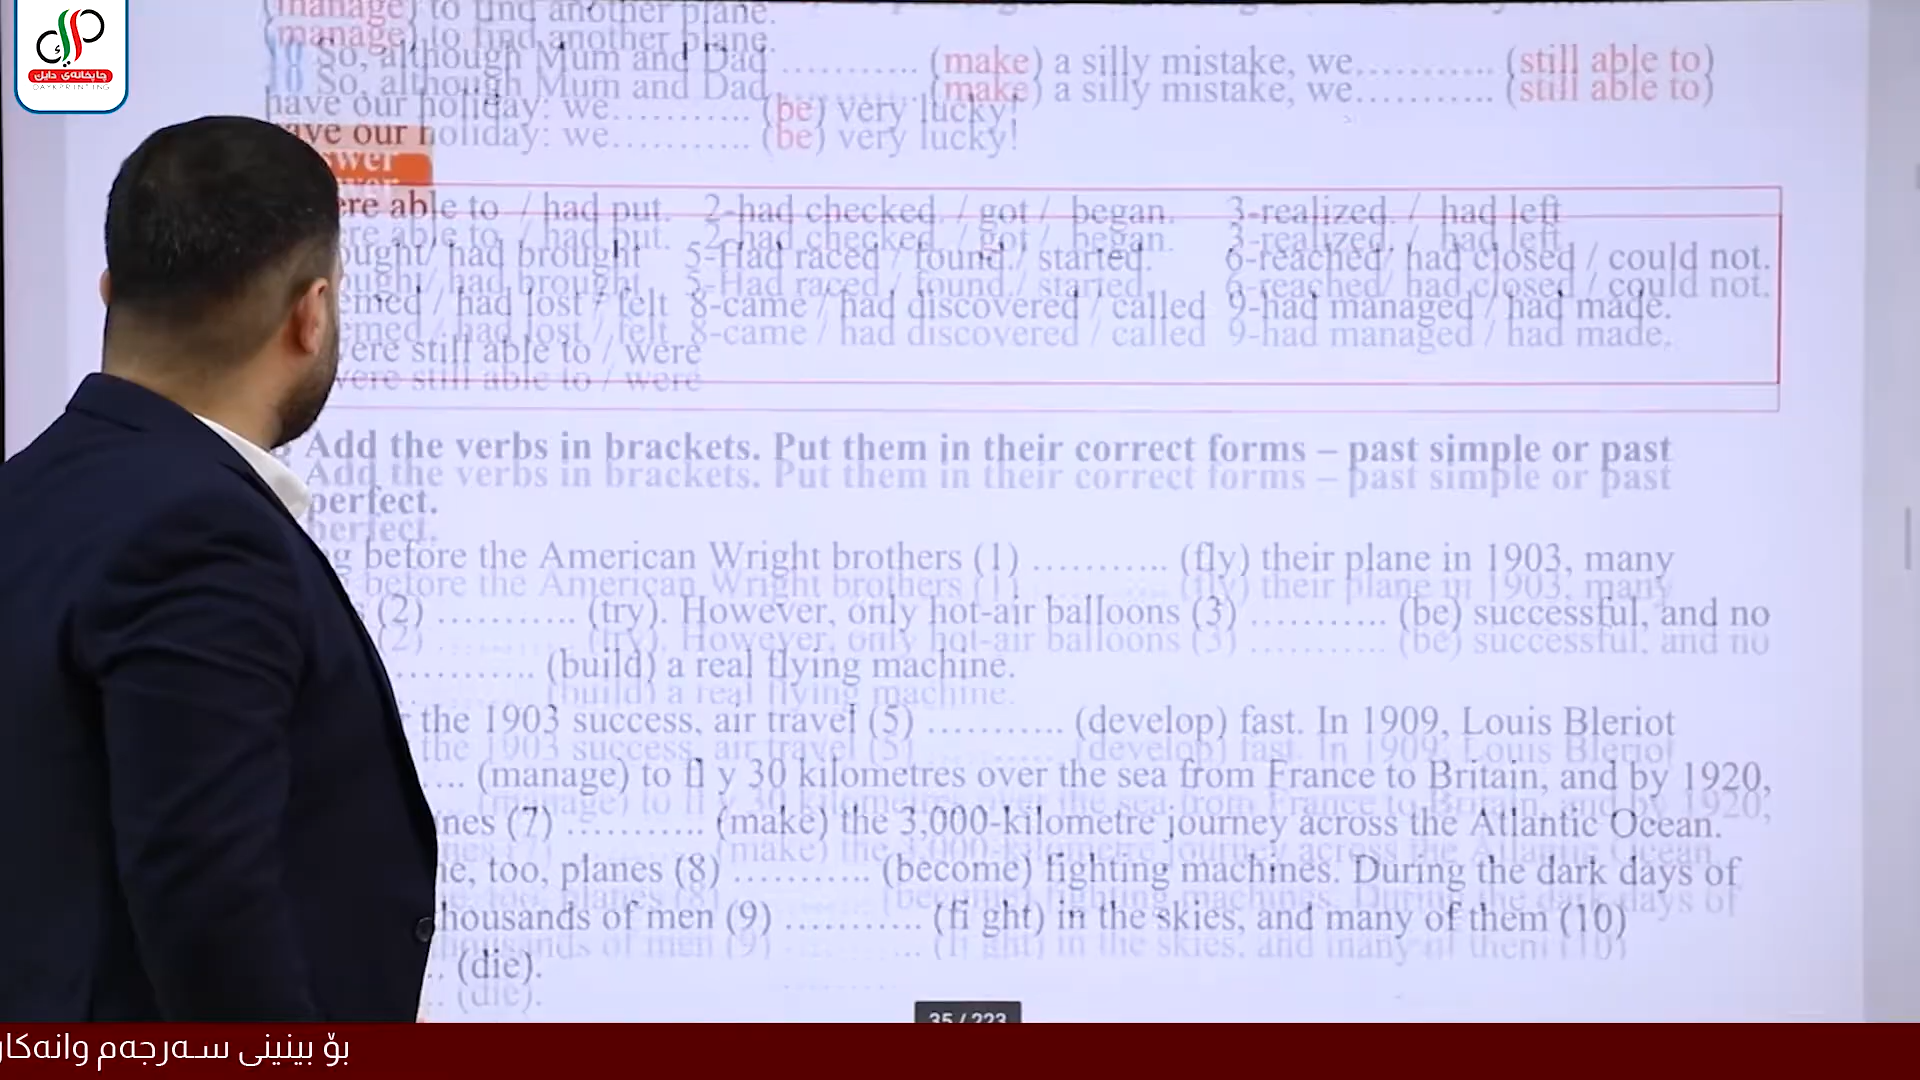 چاپخانەی دایک
DAYKPRINTING
(manage) to find another plane.
10 So, although Mum and Dad ........... (make) a silly mistake, we........... (still able to)
have our holiday: we........... (be) very lucky!
swer
ere able to / had put. 2-had checked. / got / began. 3-realized. / had left
ought/ had brought 5-Had raced / found./ started. 6-reached/ had closed / could not.
emed / had lost / felt 8-came / had discovered / called 9-had managed / had made.
were still able to / were
Add the verbs in brackets. Put them in their correct forms – past simple or past
perfect.
g before the American Wright brothers (1) ........... (fly) their plane in 1903, many
(2) ........... (try). However, only hot-air balloons (3) ........... (be) successful, and no
........... (build) a real flying machine.
the 1903 success, air travel (5) ........... (develop) fast. In 1909, Louis Bleriot
.... (manage) to fl y 30 kilometres over the sea from France to Britain, and by 1920,
nes (7) ........... (make) the 3,000-kilometre journey across the Atlantic Ocean.
e, too, planes (8) ........... (become) fighting machines. During the dark days of
housands of men (9) ........... (fi ght) in the skies, and many of them (10)
.. (die).
35 / 223
بۆ بینینی سەرجەم وانەکار